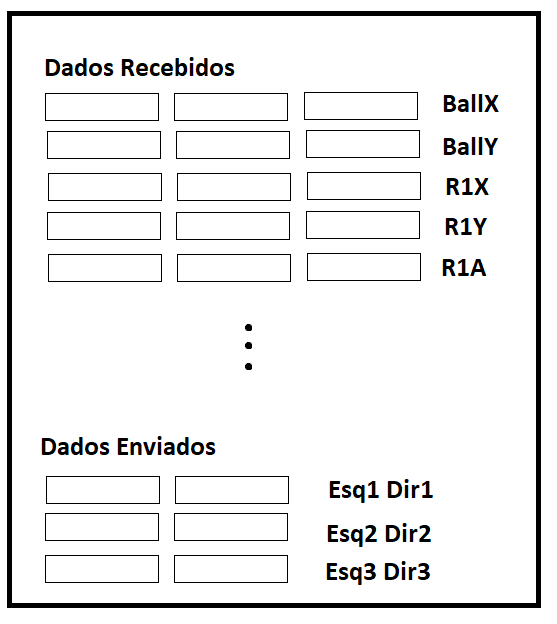 Dados Recebidos
BallX
BallY
R1X
R1Y
R1A
Dados Enviados
Esq1 Dir1
Esq2 Dir2
Esq3 Dir3